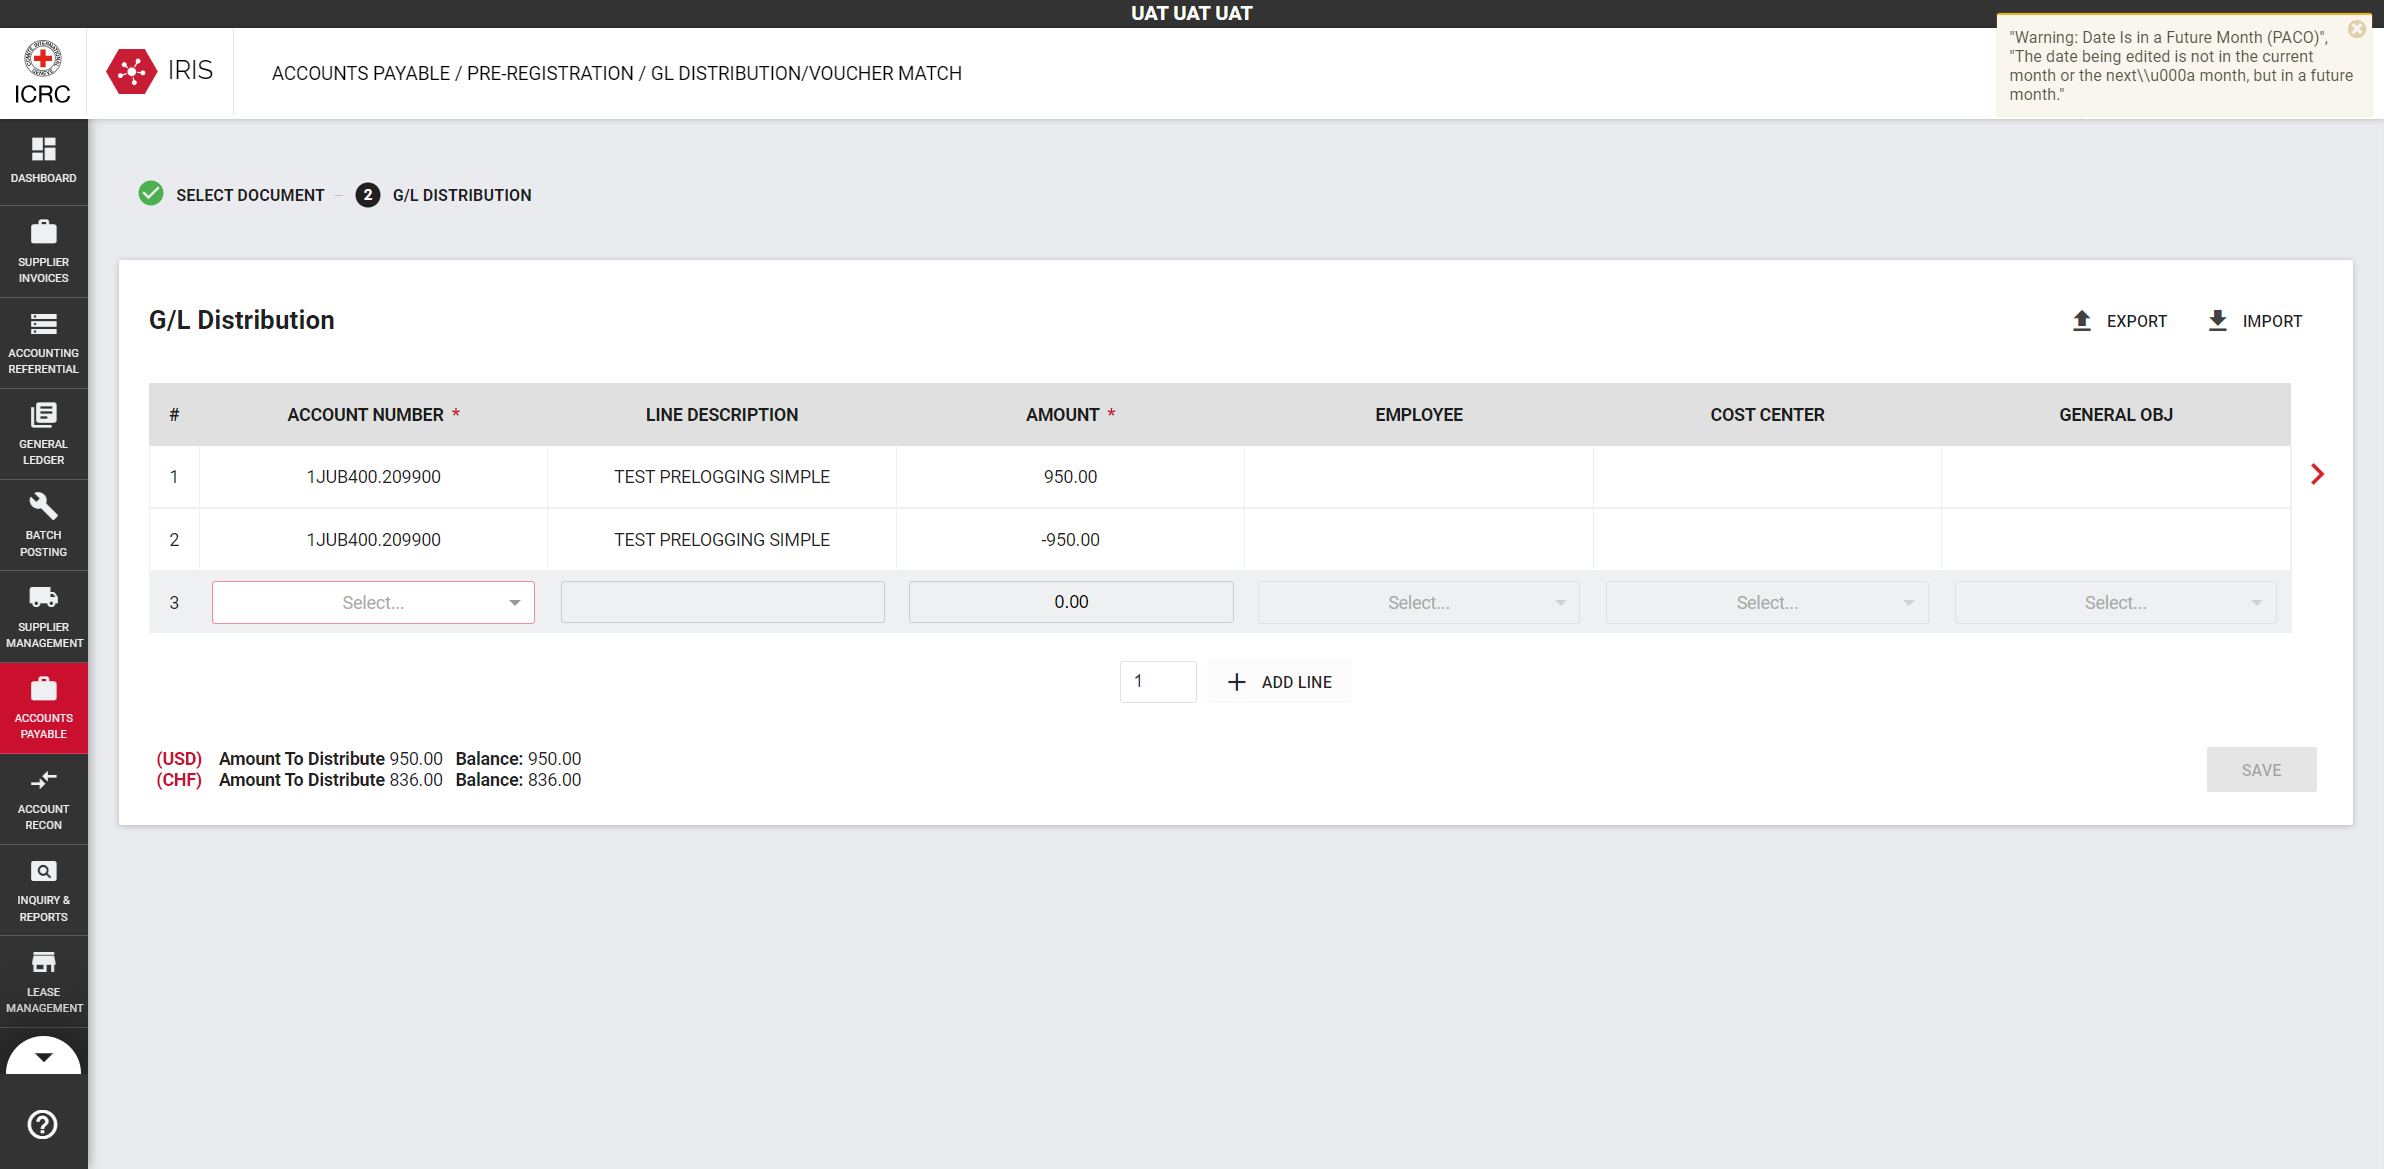 UAT UAT UAT
"Warning: Date Is in a Future Month (PACO)",
"The date being edited is not in the current
month or the next\\u000a month, but in a future
month."
ICRC
IRIS
ACCOUNTS PAYABLE / PRE-REGISTRATION / GL DISTRIBUTION/VOUCHER MATCH
DASHBOARD
SUPPLIER
INVOICES
ACCOUNTING
REFERENTIAL
GENERAL
LEDGER
BATCH
POSTING
SUPPLIER
MANAGEMENT
ACCOUNTS
PAYABLE
ACCOUNT
RECON
INQUIRY &
REPORTS
LEASE
MANAGEMENT
SELECT DOCUMENT – 2 G/L DISTRIBUTION
G/L Distribution
EXPORT IMPORT
# ACCOUNT NUMBER * LINE DESCRIPTION AMOUNT * EMPLOYEE COST CENTER GENERAL OBJ
1 1JUB400.209900 TEST PRELOGGING SIMPLE 950.00
2 1JUB400.209900 TEST PRELOGGING SIMPLE -950.00
3 Select... 0.00 Select... Select... Select...
1 + ADD LINE
(USD) Amount To Distribute 950.00 Balance: 950.00
(CHF) Amount To Distribute 836.00 Balance: 836.00
SAVE